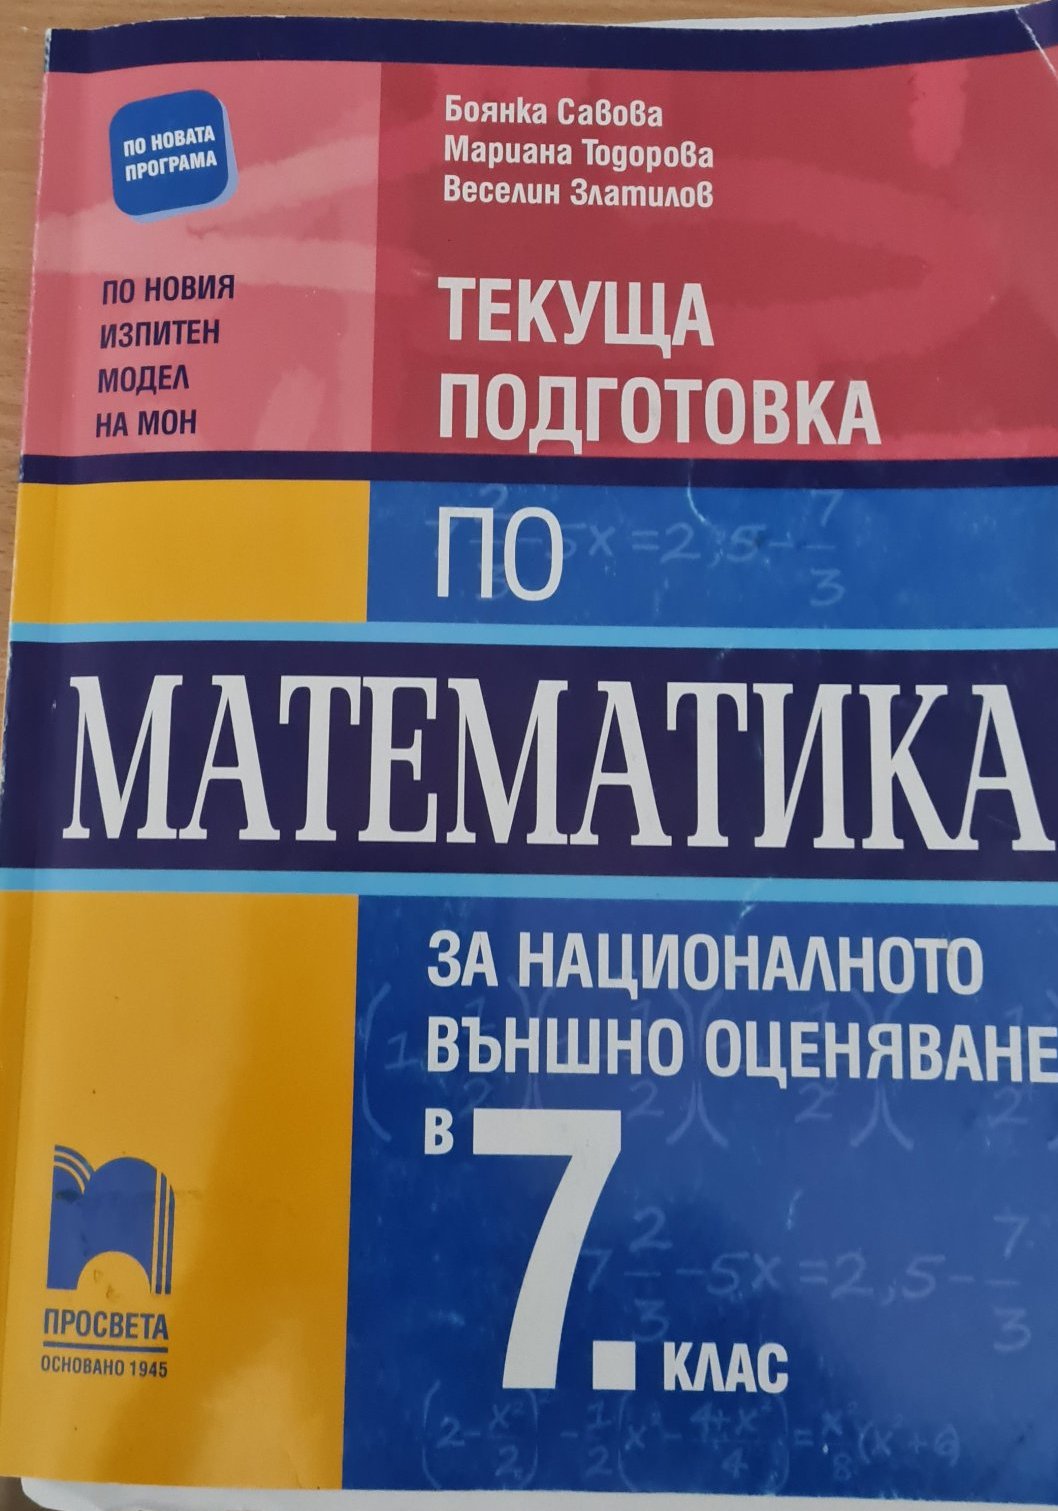 ПО НОВАТА
ПРОГРАМА
ПО НОВИЯ
ИЗПИТЕН
МОДЕЛ
НА МОН
Боянка Савова
Мариана Тодорова
Веселин Златилов
ТЕКУЩА
ПОДГОТОВКА
ПО
МАТЕМАТИКА
ЗА НАЦИОНАЛНОТО
ВЪНШНО ОЦЕНЯВАНЕ
В 7. КЛАС
ПРОСВЕТА
ОСНОВАНО 1945